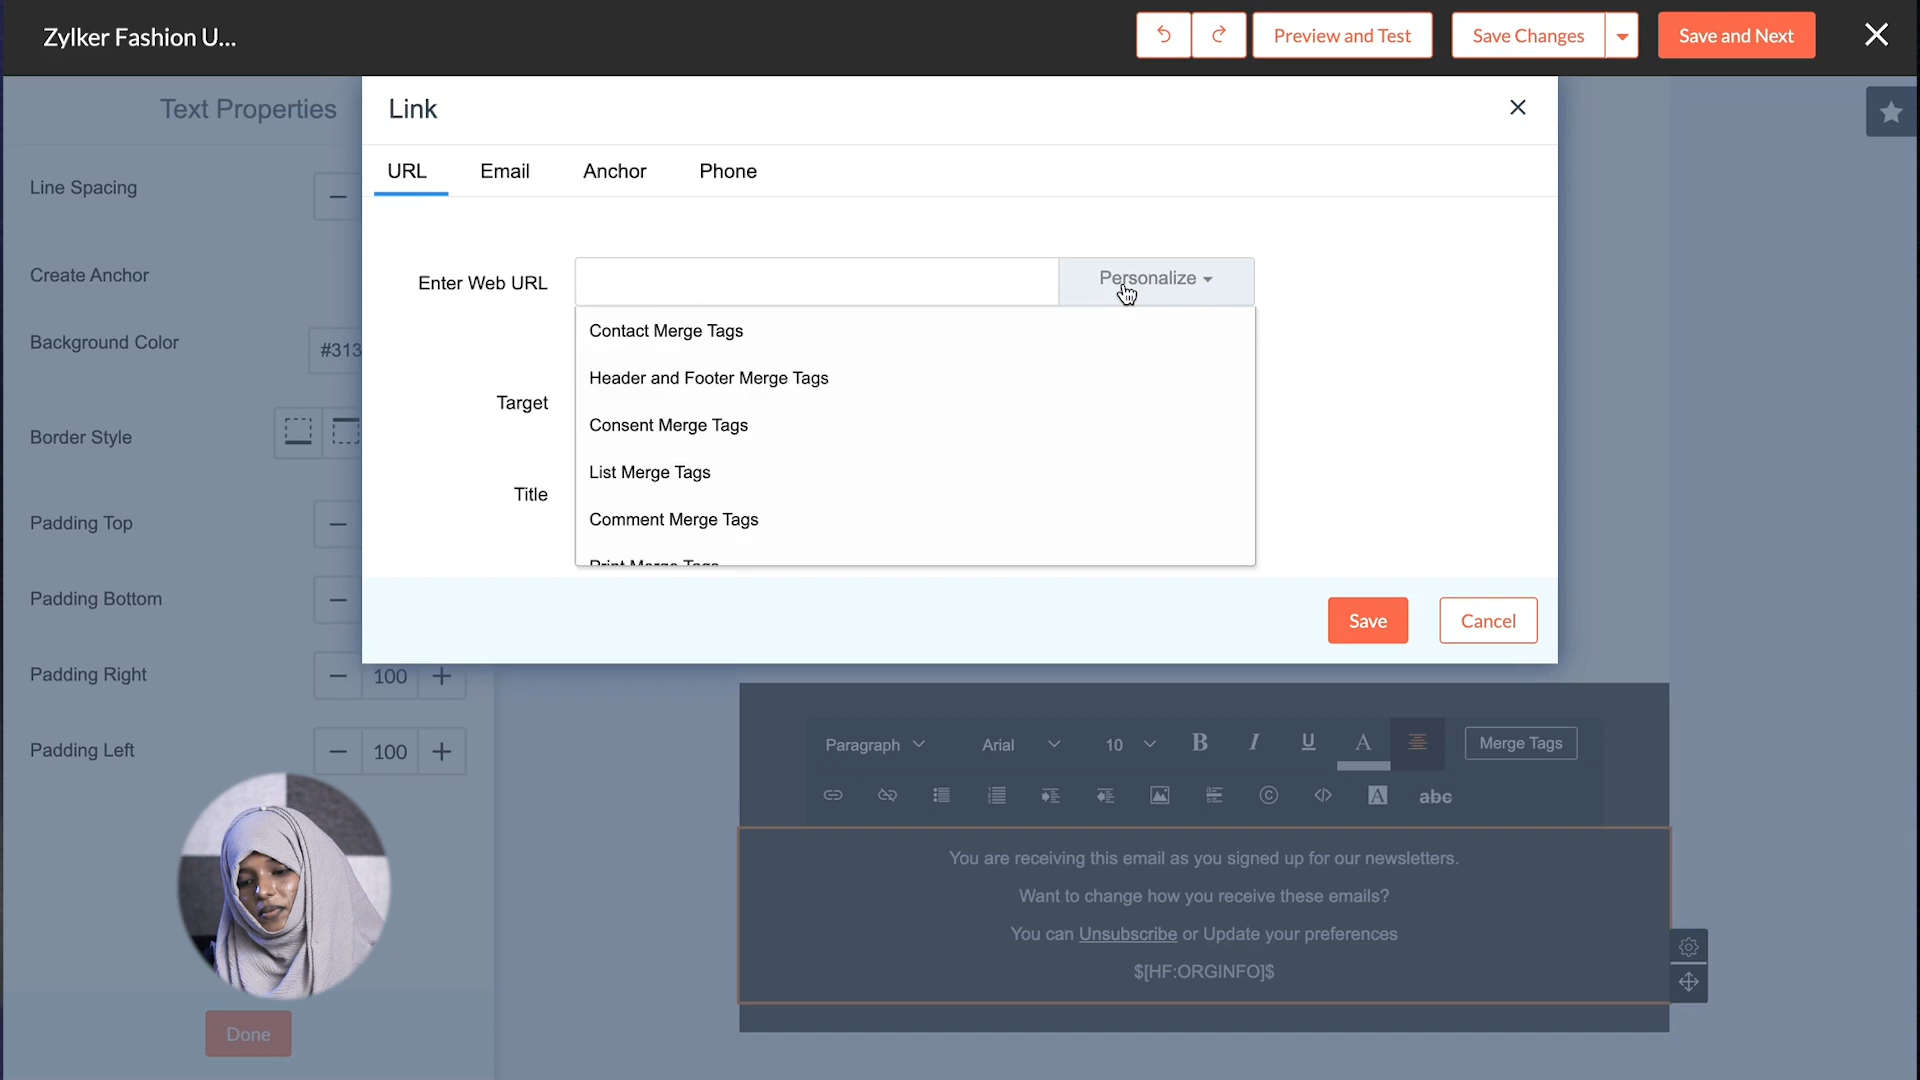 Zylker Fashion U...
Preview and Test
Save Changes
Save and Next
Text Properties
Link
URL Email Anchor Phone
Line Spacing
Create Anchor
Background Color
#313
Border Style
Padding Top
Padding Bottom
Padding Right
100
Padding Left
100
Done
Enter Web URL
Personalize
Contact Merge Tags
Header and Footer Merge Tags
Target
Consent Merge Tags
List Merge Tags
Title
Comment Merge Tags
Print Merge Tags
Save
Cancel
Paragraph Arial 10 B I U A Merge Tags
A abc
You are receiving this email as you signed up for our newsletters.
Want to change how you receive these emails?
You can Unsubscribe or Update your preferences
$[HF:ORGINFO]$